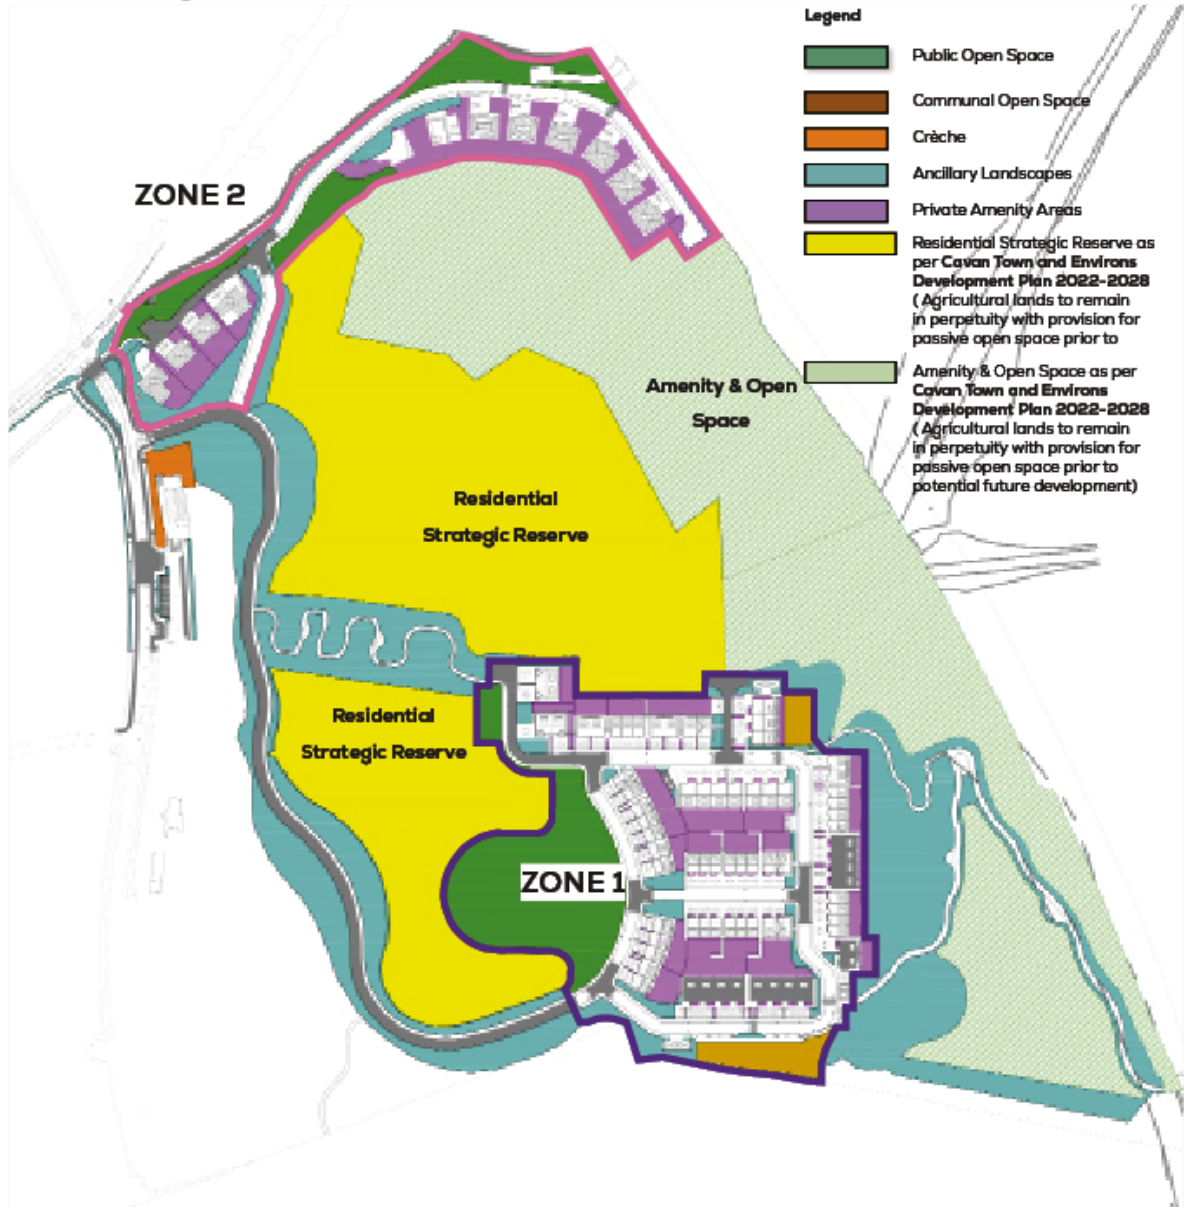 Legend
Public Open Space
Communal Open Space
Crèche
Ancillary Landscapes
Private Amenity Areas
Residential Strategic Reserve as
per Cavan Town and Environs
Development Plan 2022-2028
( Agricultural lands to remain
in perpetuity with provision for
passive open space prior to
Amenity & Open Space as per
Cavan Town and Environs
Development Plan 2022-2028
( Agricultural lands to remain
in perpetuity with provision for
passive open space prior to
potential future development)
ZONE 2
Amenity & Open
Space
Residential
Strategic Reserve
Residential
Strategic Reserve
ZONE 1